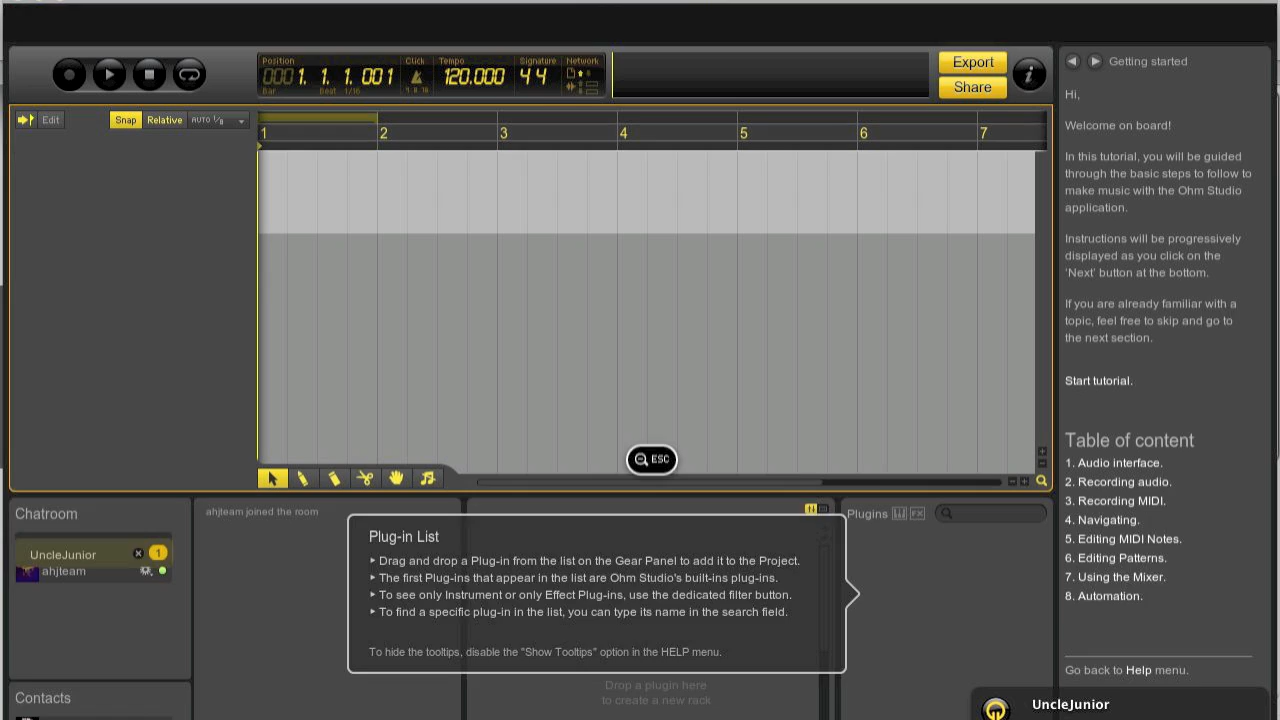 Position
Click
Tempo
Signature
Network
0001. 1. 1. 001
120.000
4 4
Bar
Beat
1/16
Export
Share
Edit
Snap
Relative
AUTO 1/8
1
2
3
4
5
6
7
ESC
Getting started
Hi,
Welcome on board!
In this tutorial, you will be guided
through the basic steps to follow to
make music with the Ohm Studio
application.
Instructions will be progressively
displayed as you click on the
'Next' button at the bottom.
If you are already familiar with a
topic, feel free to skip and go to
the next section.
Start tutorial.
Table of content
1. Audio interface.
2. Recording audio.
3. Recording MIDI.
4. Navigating.
5. Editing MIDI Notes.
6. Editing Patterns.
7. Using the Mixer.
8. Automation.
Go back to Help menu.
Chatroom
UncleJunior
1
ahjteam
Contacts
ahjteam joined the room
Plug-in List
Drag and drop a Plug-in from the list on the Gear Panel to add it to the Project.
The first Plug-ins that appear in the list are Ohm Studio's built-ins plug-ins.
To see only Instrument or only Effect Plug-ins, use the dedicated filter button.
To find a specific plug-in in the list, you can type its name in the search field.
To hide the tooltips, disable the "Show Tooltips" option in the HELP menu.
Drop a plugin here
to create a new rack
Plugins
FX
UncleJunior